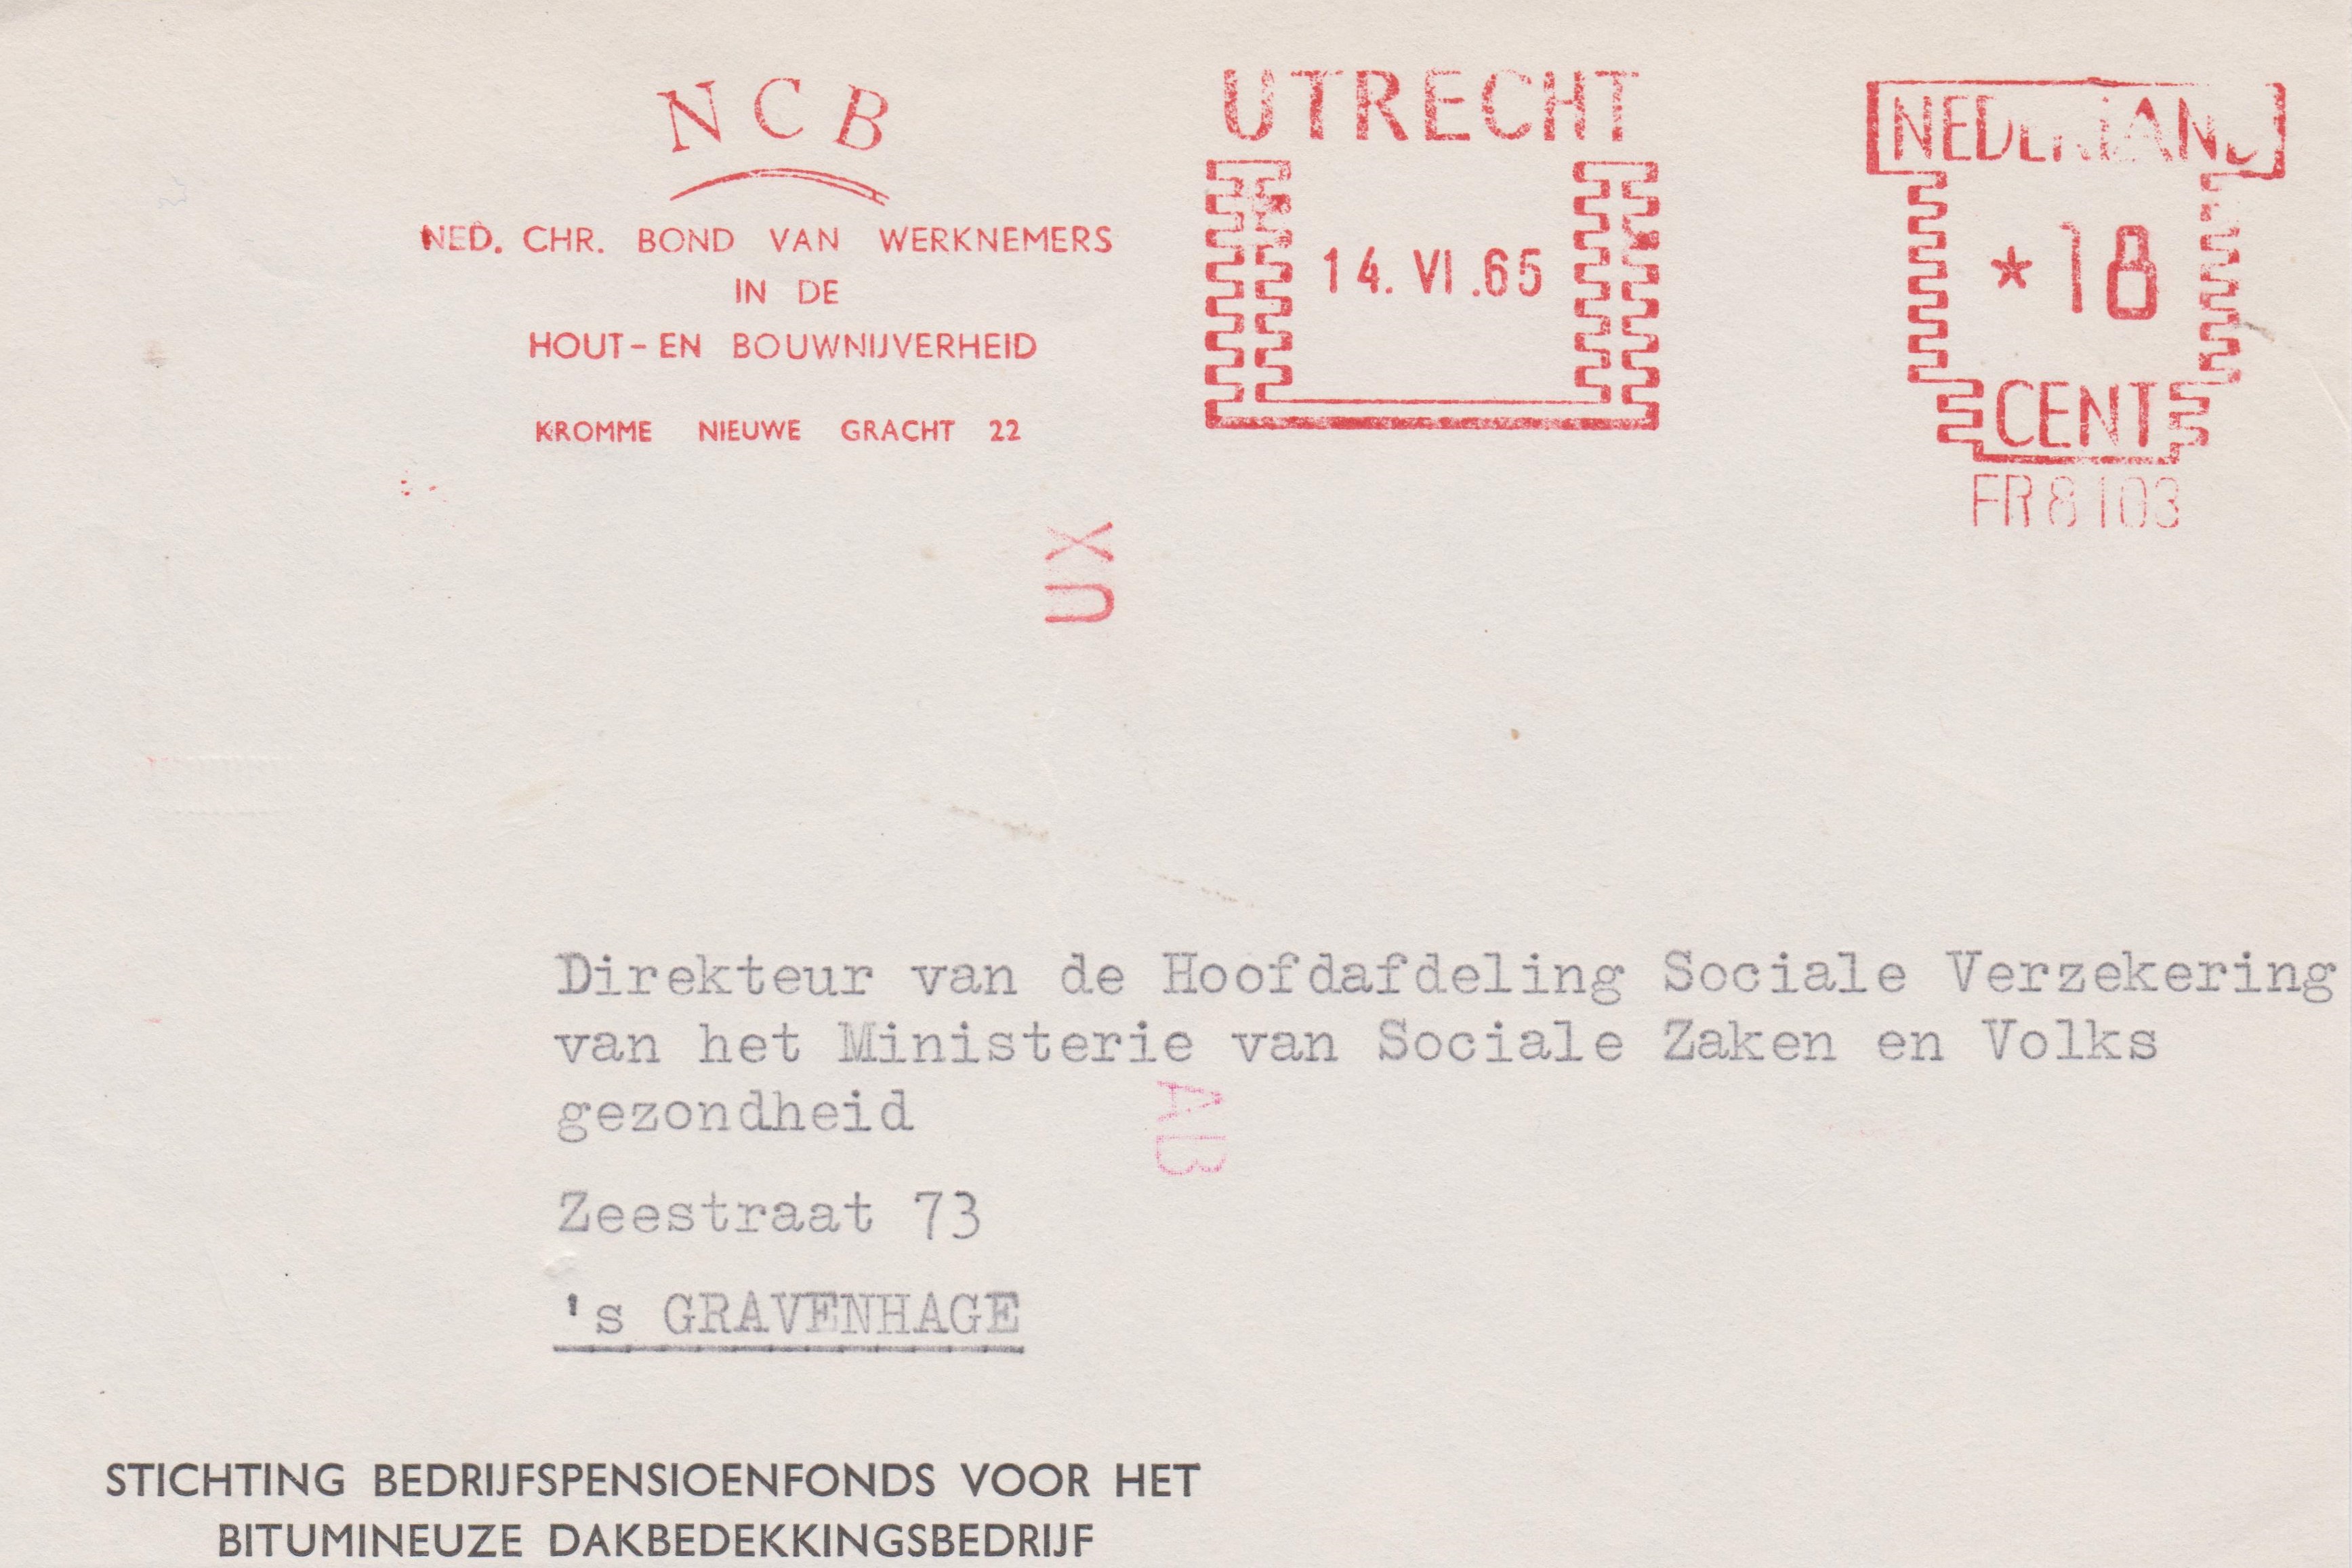 NCB
NED. CHR. BOND VAN WERKNEMERS
IN DE
HOUT-EN BOUWNIJVERHEID
KROMME NIEUWE GRACHT 22
UTRECHT
14. VI .65
NEDERLAND
* 18
CENT
FR 8103
XU
Direkteur van de Hoofdafdeling Sociale Verzekering
van het Ministerie van Sociale Zaken en Volks
gezondheid
AB
Zeestraat 73
's GRAVENHAGE
STICHTING BEDRIJFSPENSIOENFONDS VOOR HET
BITUMINEUZE DAKBEDEKKINGSBEDRIJF